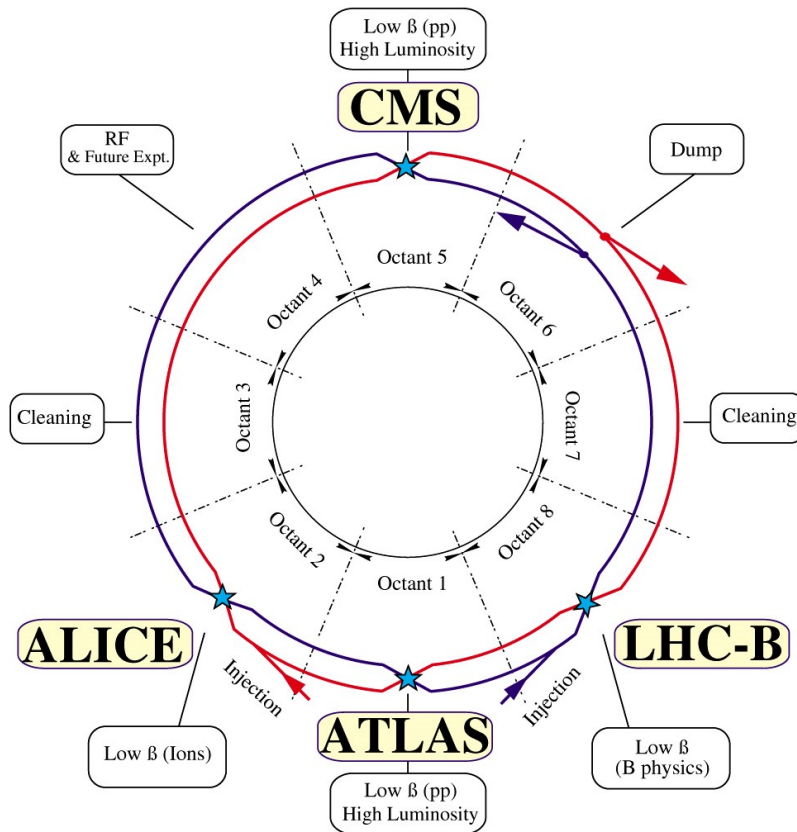 Low ß (pp)
High Luminosity
CMS
RF
& Future Expt.
Dump
Octant 5
Octant 4
Octant 6
Octant 3
Octant 7
Cleaning
Cleaning
Octant 2
Octant 8
Octant 1
ALICE
LHC-B
Injection
Injection
ATLAS
Low ß (Ions)
Low ß
(B physics)
Low ß (pp)
High Luminosity